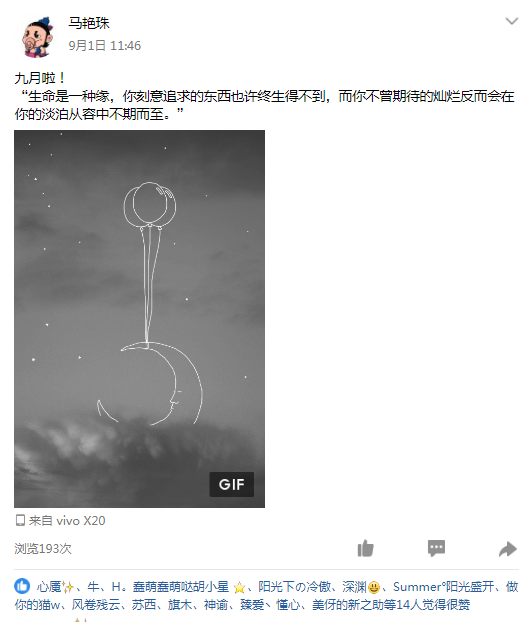 马艳珠
9月1日 11:46
九月啦！
“生命是一种缘，你刻意追求的东西也许终生得不到，而你不曾期待的灿烂反而会在
你的淡泊从容中不期而至。”
GIF
来自 vivo X20
浏览193次
心属✨、牛、H。蠢萌蠢萌哒胡小星⭐、阳光下の冷傲、深渊😃、Summer°阳光盛开、做
你的猫w、风卷残云、苏西、旗木、神谕、臻爱丶懂心、美伢的新之助等14人觉得很赞